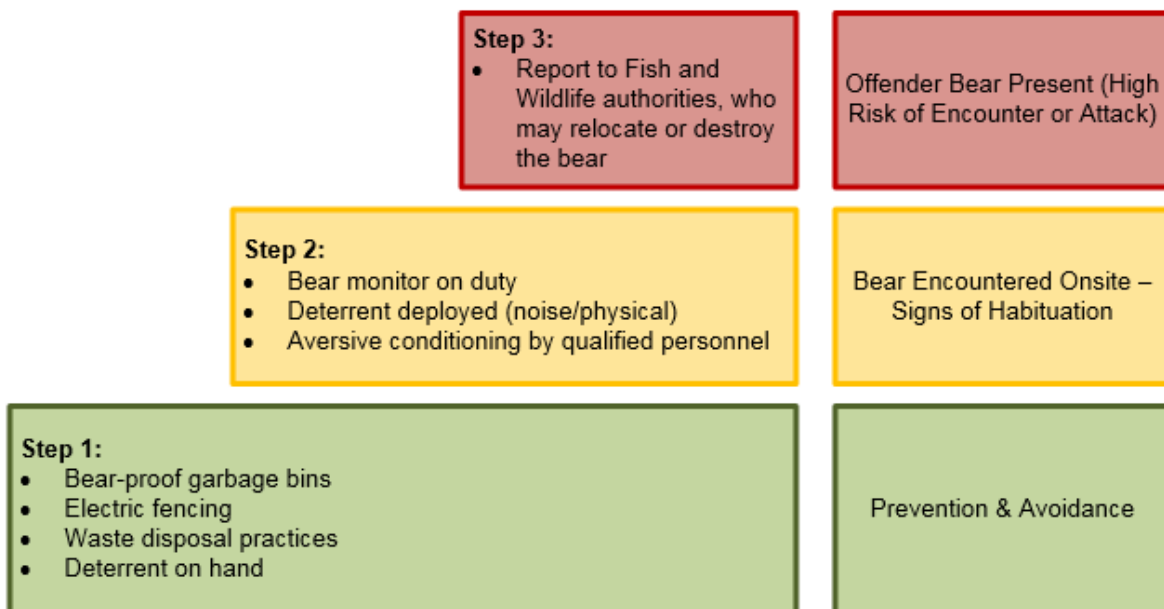 Step 3:
• Report to Fish and
Wildlife authorities, who
may relocate or destroy
the bear
Offender Bear Present (High
Risk of Encounter or Attack)
Step 2:
• Bear monitor on duty
• Deterrent deployed (noise/physical)
• Aversive conditioning by qualified personnel
Bear Encountered Onsite –
Signs of Habituation
Step 1:
• Bear-proof garbage bins
• Electric fencing
• Waste disposal practices
• Deterrent on hand
Prevention & Avoidance